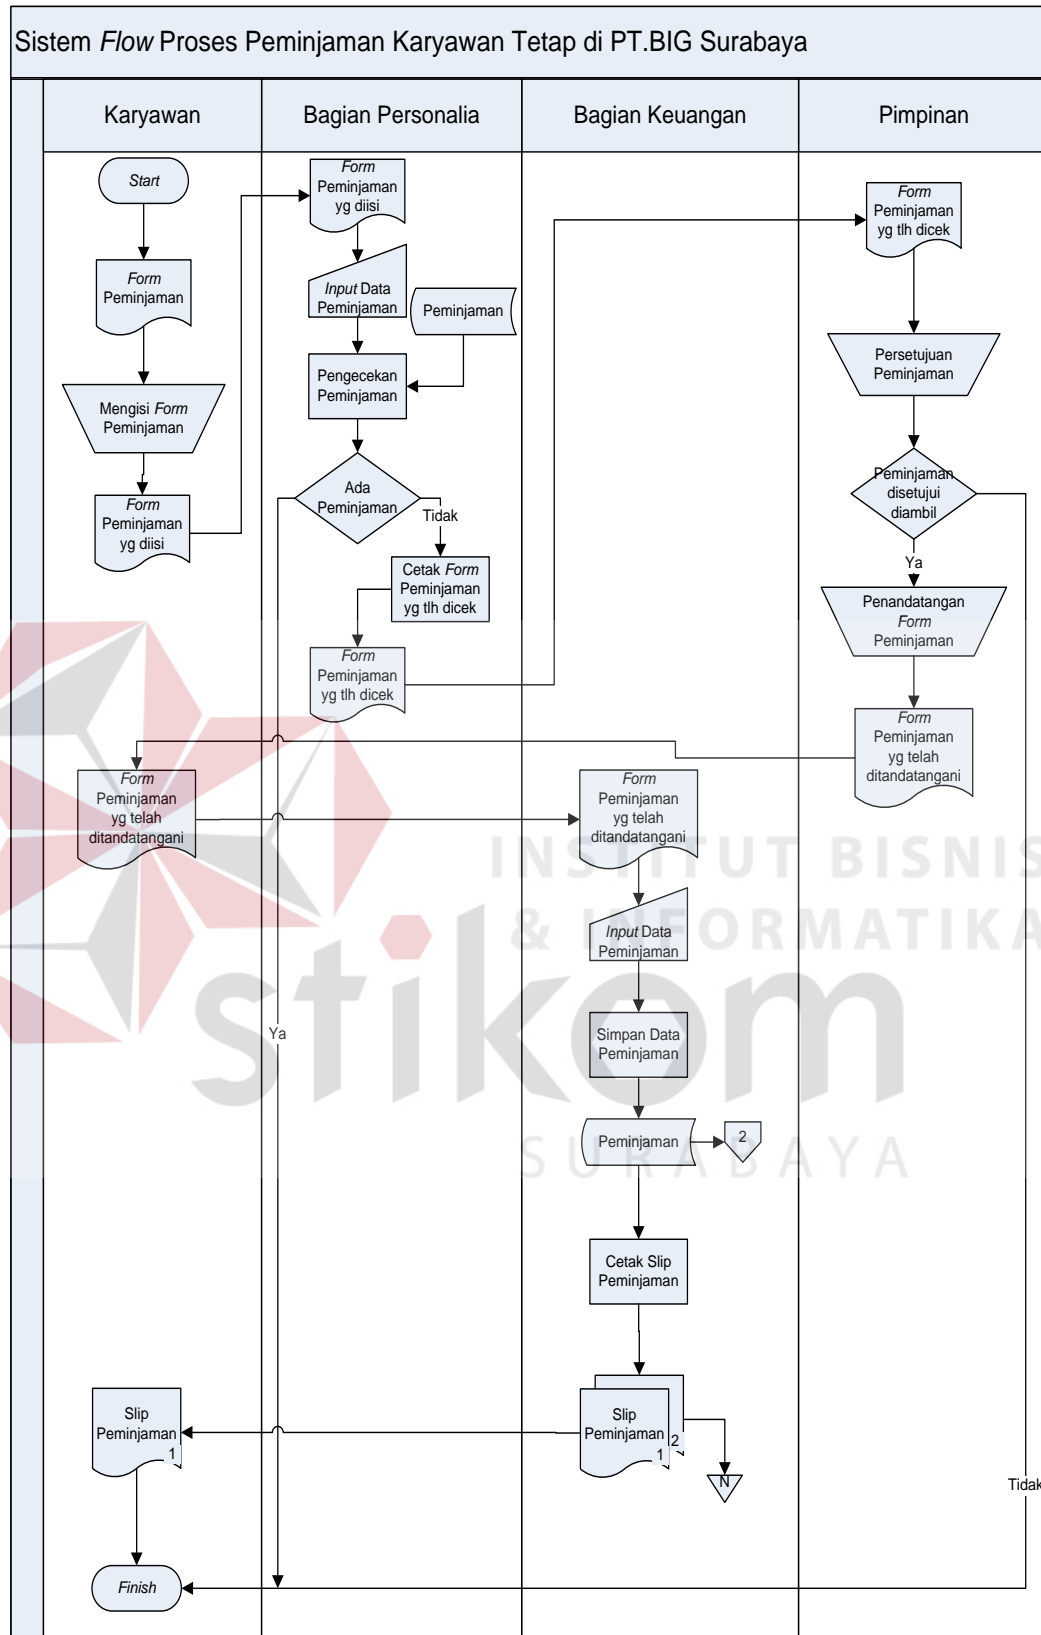 Sistem Flow Proses Peminjaman Karyawan Tetap di PT.BIG Surabaya
Karyawan
Bagian Personalia
Bagian Keuangan
Pimpinan
Start
Form
Peminjaman
Mengisi Form
Peminjaman
Form
Peminjaman
yg diisi
Form
Peminjaman
yg diisi
Input Data
Peminjaman
Peminjaman
Pengecekan
Peminjaman
Ada
Peminjaman
Tidak
Cetak Form
Peminjaman
yg tlh dicek
Form
Peminjaman
yg tlh dicek
Form
Peminjaman
yg tlh dicek
Persetujuan
Peminjaman
Peminjaman
disetujui
diambil
Ya
Penandatangan
Form
Peminjaman
Form
Peminjaman
yg telah
ditandatangani
Form
Peminjaman
yg telah
ditandatangani
Form
Peminjaman
yg telah
ditandatangani
Input Data
Peminjaman
Ya
Simpan Data
Peminjaman
Peminjaman
2
Cetak Slip
Peminjaman
Slip
Peminjaman
1
2
N
Slip
Peminjaman
1
Tidak
Finish
INSTITUT BISNIS
& INFORMATIKA
stikom
SURABAYA